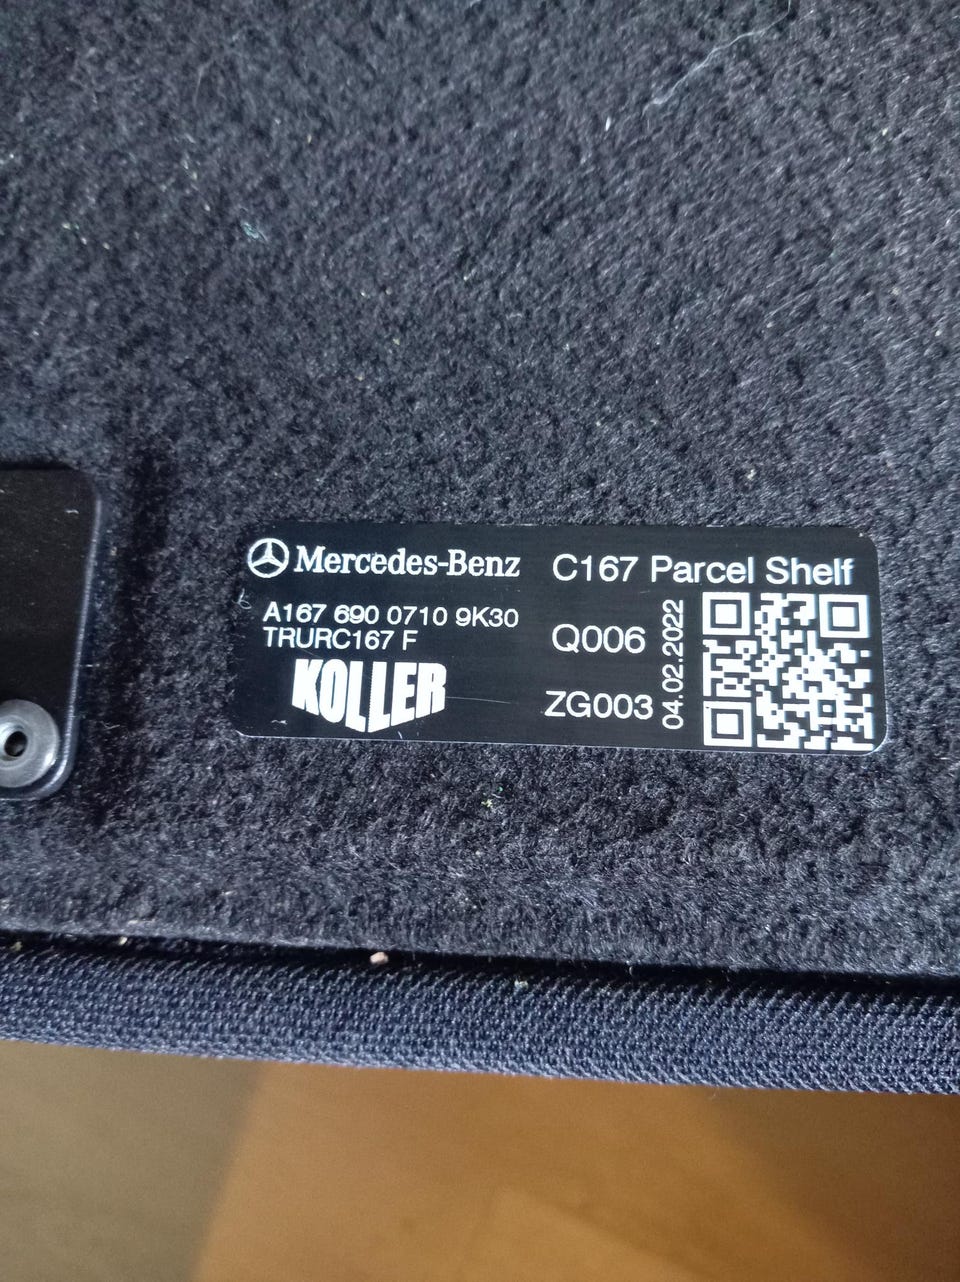 Mercedes-Benz
C167 Parcel Shelf
A167 690 0710 9K30
TRURC167 F
KOLLER
Q006
ZG003
04.02.2022